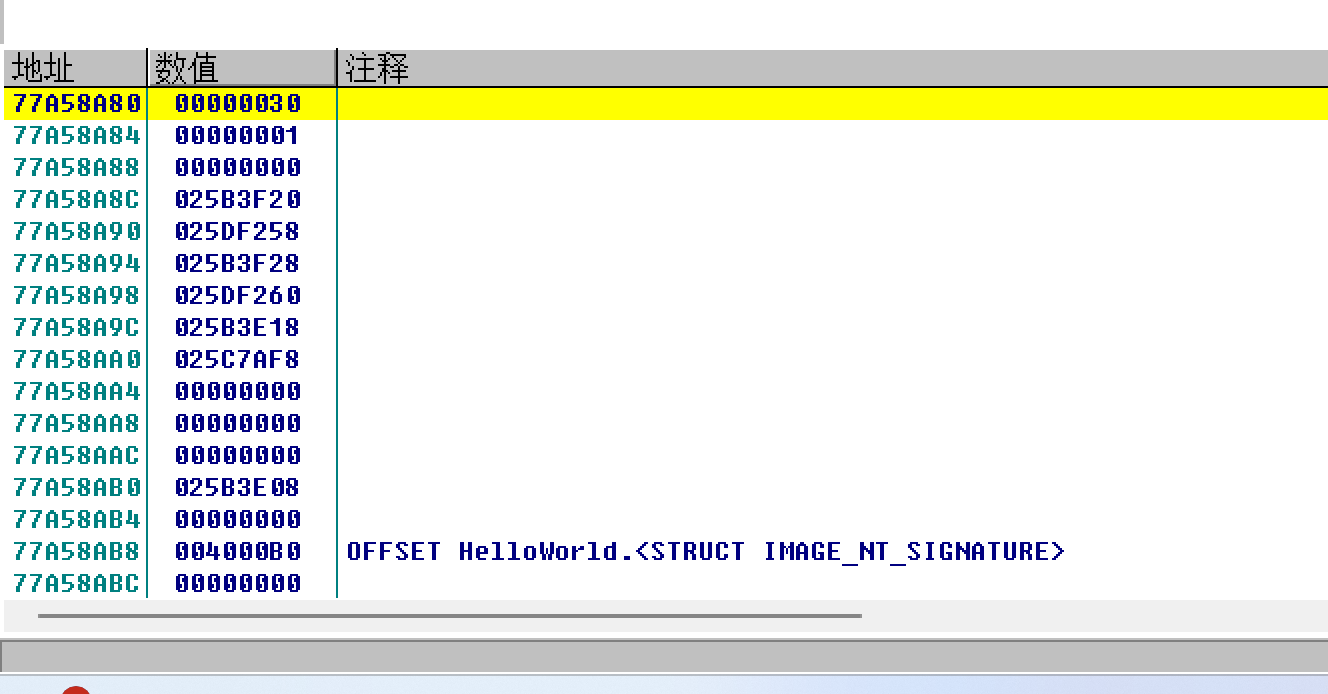 地址 数值 注释
77A58A80 00000030
77A58A84 00000001
77A58A88 00000000
77A58A8C 025B3F20
77A58A90 025DF258
77A58A94 025B3F28
77A58A98 025DF260
77A58A9C 025B3E18
77A58AA0 025C7AF8
77A58AA4 00000000
77A58AA8 00000000
77A58AAC 00000000
77A58AB0 025B3E08
77A58AB4 00000000
77A58AB8 004000B0 OFFSET HelloWorld.<STRUCT IMAGE_NT_SIGNATURE>
77A58ABC 00000000